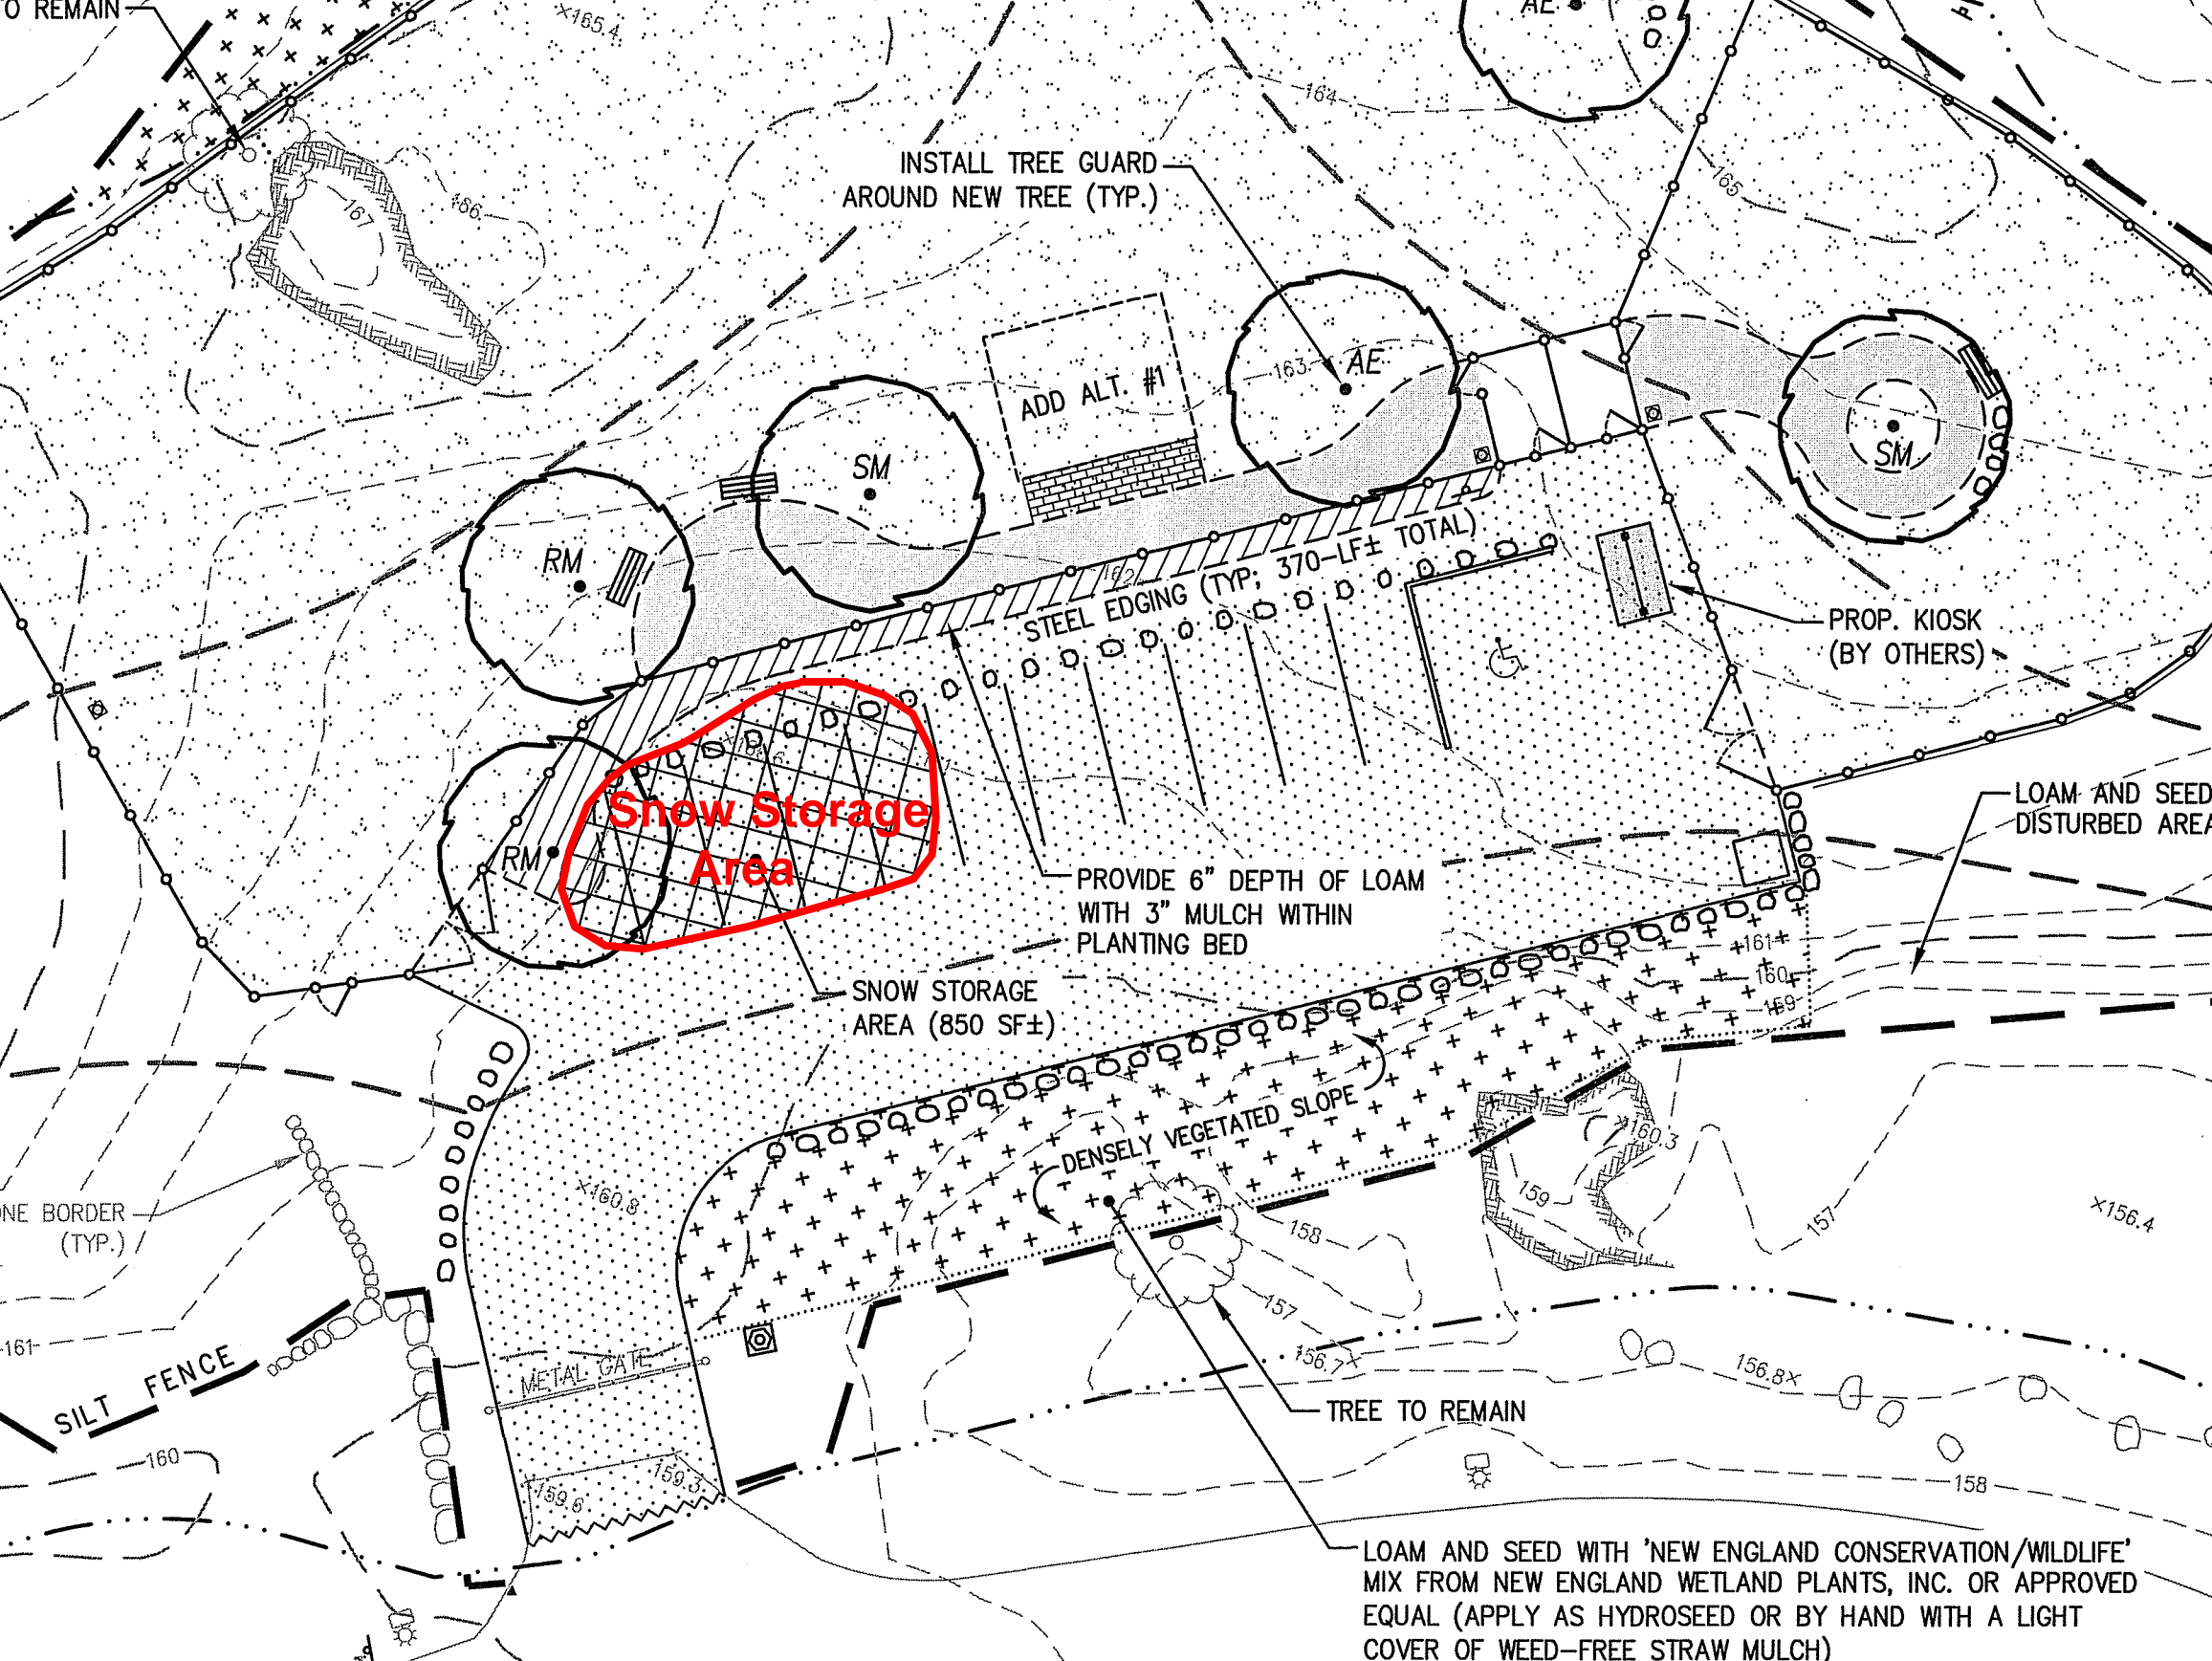 O REMAIN
×165.4
AE
164
INSTALL TREE GUARD
AROUND NEW TREE (TYP.)
165
167
166
ADD ALT. #1
163
AE
SM
SM
RM
162
STEEL EDGING (TYP; 370-LF± TOTAL)
PROP. KIOSK
(BY OTHERS)
Snow Storage
Area
RM
LOAM AND SEED
DISTURBED AREA
PROVIDE 6" DEPTH OF LOAM
WITH 3" MULCH WITHIN
PLANTING BED
161
160
159
SNOW STORAGE
AREA (850 SF±)
DENSELY VEGETATED SLOPE
×160.3
×160.8
159
ONE BORDER
(TYP.)
158
157
×156.4
157
161
SILT FENCE
METAL GATE
156.7×
156.8×
TREE TO REMAIN
160
159.6
159.3
158
LOAM AND SEED WITH 'NEW ENGLAND CONSERVATION/WILDLIFE'
MIX FROM NEW ENGLAND WETLAND PLANTS, INC. OR APPROVED
EQUAL (APPLY AS HYDROSEED OR BY HAND WITH A LIGHT
COVER OF WEED-FREE STRAW MULCH)